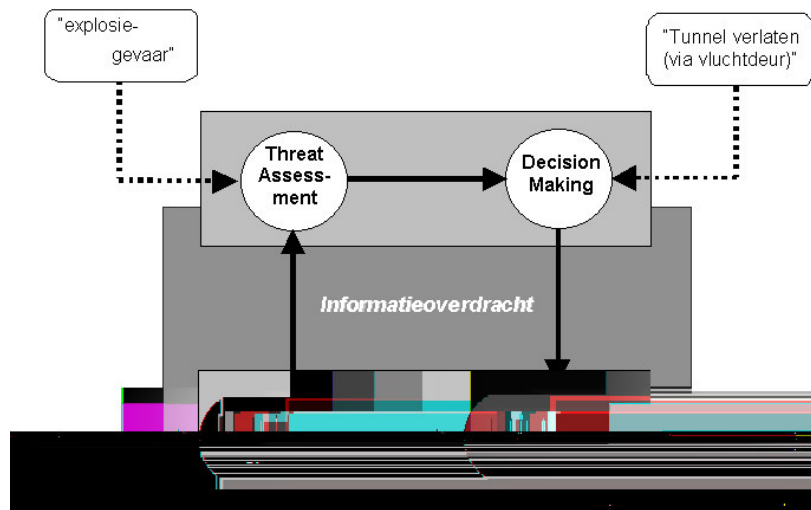 "explosie-
gevaar"
"Tunnel verlaten
(via vluchtdeur)"
Threat
Assess-
ment
Decision
Making
Informatieoverdracht